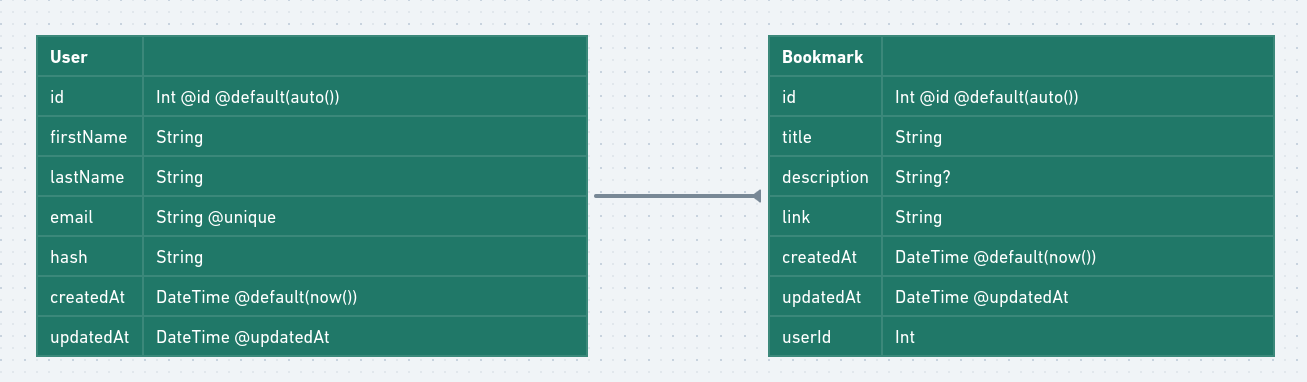 User
id Int @id @default(auto())
firstName String
lastName String
email String @unique
hash String
createdAt DateTime @default(now())
updatedAt DateTime @updatedAt
Bookmark
id Int @id @default(auto())
title String
description String?
link String
createdAt DateTime @default(now())
updatedAt DateTime @updatedAt
userId Int